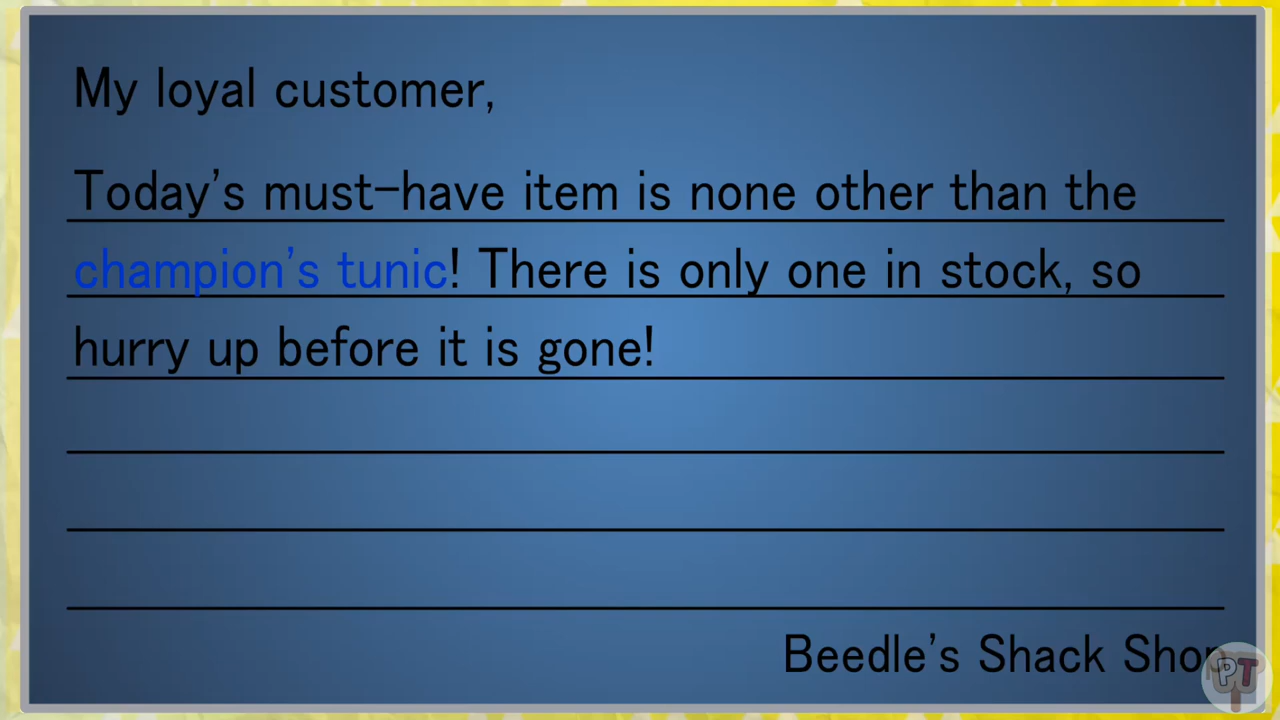 My loyal customer,
Today's must-have item is none other than the
champion's tunic! There is only one in stock, so
hurry up before it is gone!
Beedle's Shack Shop
PT